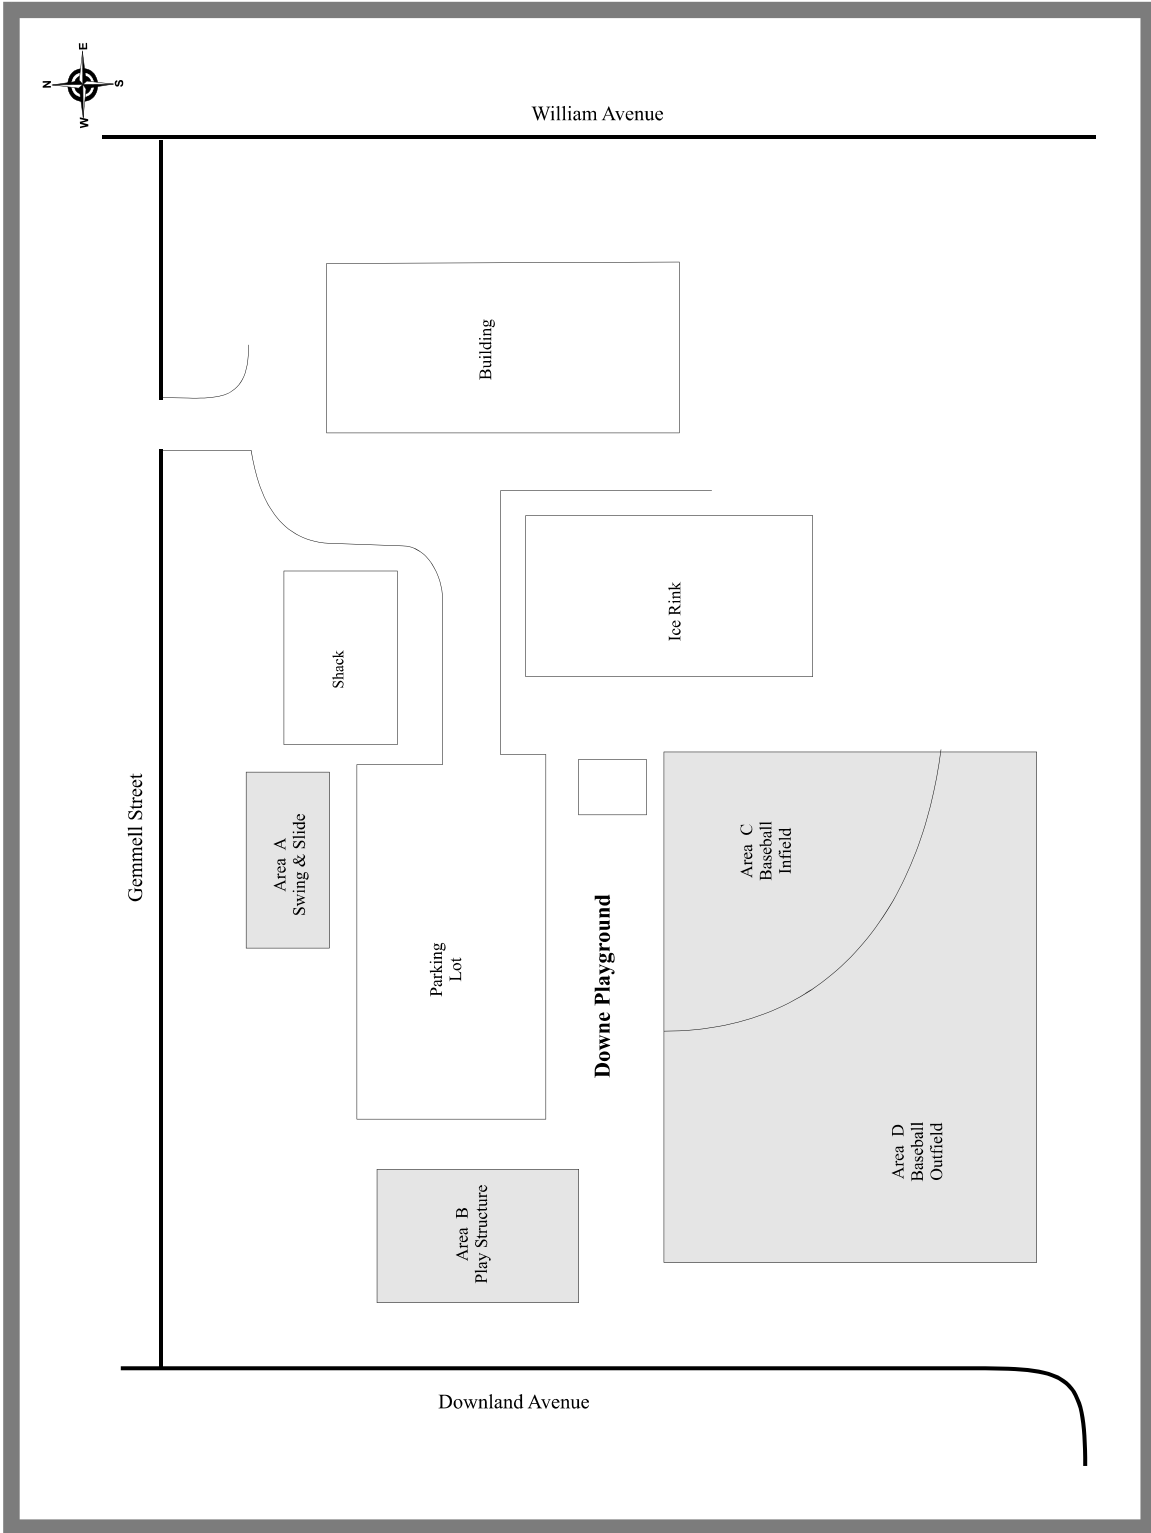 E
N
S
W
William Avenue
Building
Ice Rink
Shack
Gemmell Street
Area A
Swing & Slide
Area C
Baseball
Infield
Parking
Lot
Downe Playground
Area D
Baseball
Outfield
Area B
Play Structure
Downland Avenue